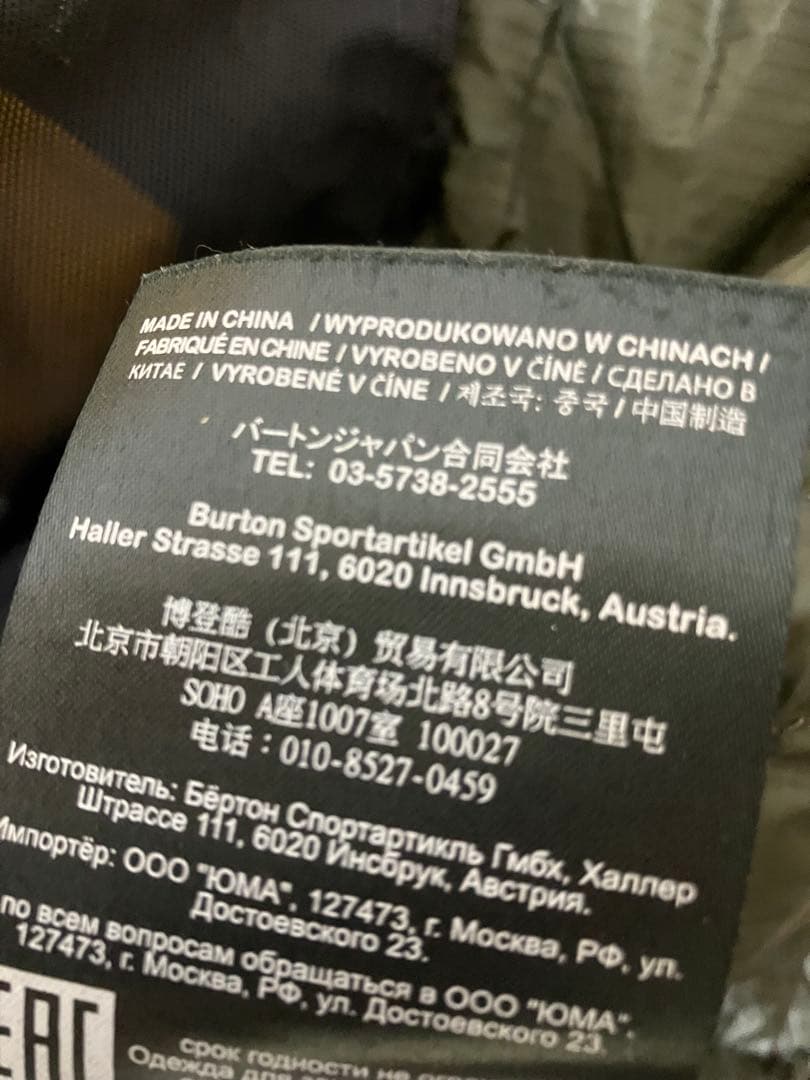 MADE IN CHINA / WYPRODUKOWANO W CHINACH /
FABRIQUÉ EN CHINE / VYROBENO V ČÍNĚ / СДЕЛАНО В
КИТАЕ / VYROBENÉ V ČÍNE / 제조국: 중국 / 中国制造
バートンジャパン合同会社
TEL: 03-5738-2555
Burton Sportartikel GmbH
Haller Strasse 111, 6020 Innsbruck, Austria.
博登酷 (北京) 贸易有限公司
北京市朝阳区工人体育场北路8号院三里屯
SOHO A座1007室 100027
电话：010-8527-0459
Изготовитель: Бёртон Спортартикль Гмбх, Халлер
Штрассе 111, 6020 Инсбрук, Австрия.
Импортёр: ООО "ЮМА", 127473, г. Москва, РФ, ул.
Достоевского 23.
по всем вопросам обращаться в ООО "ЮМА",
127473, г. Москва, РФ, ул. Достоевского 23.
EAC
срок годности не
Одежда для